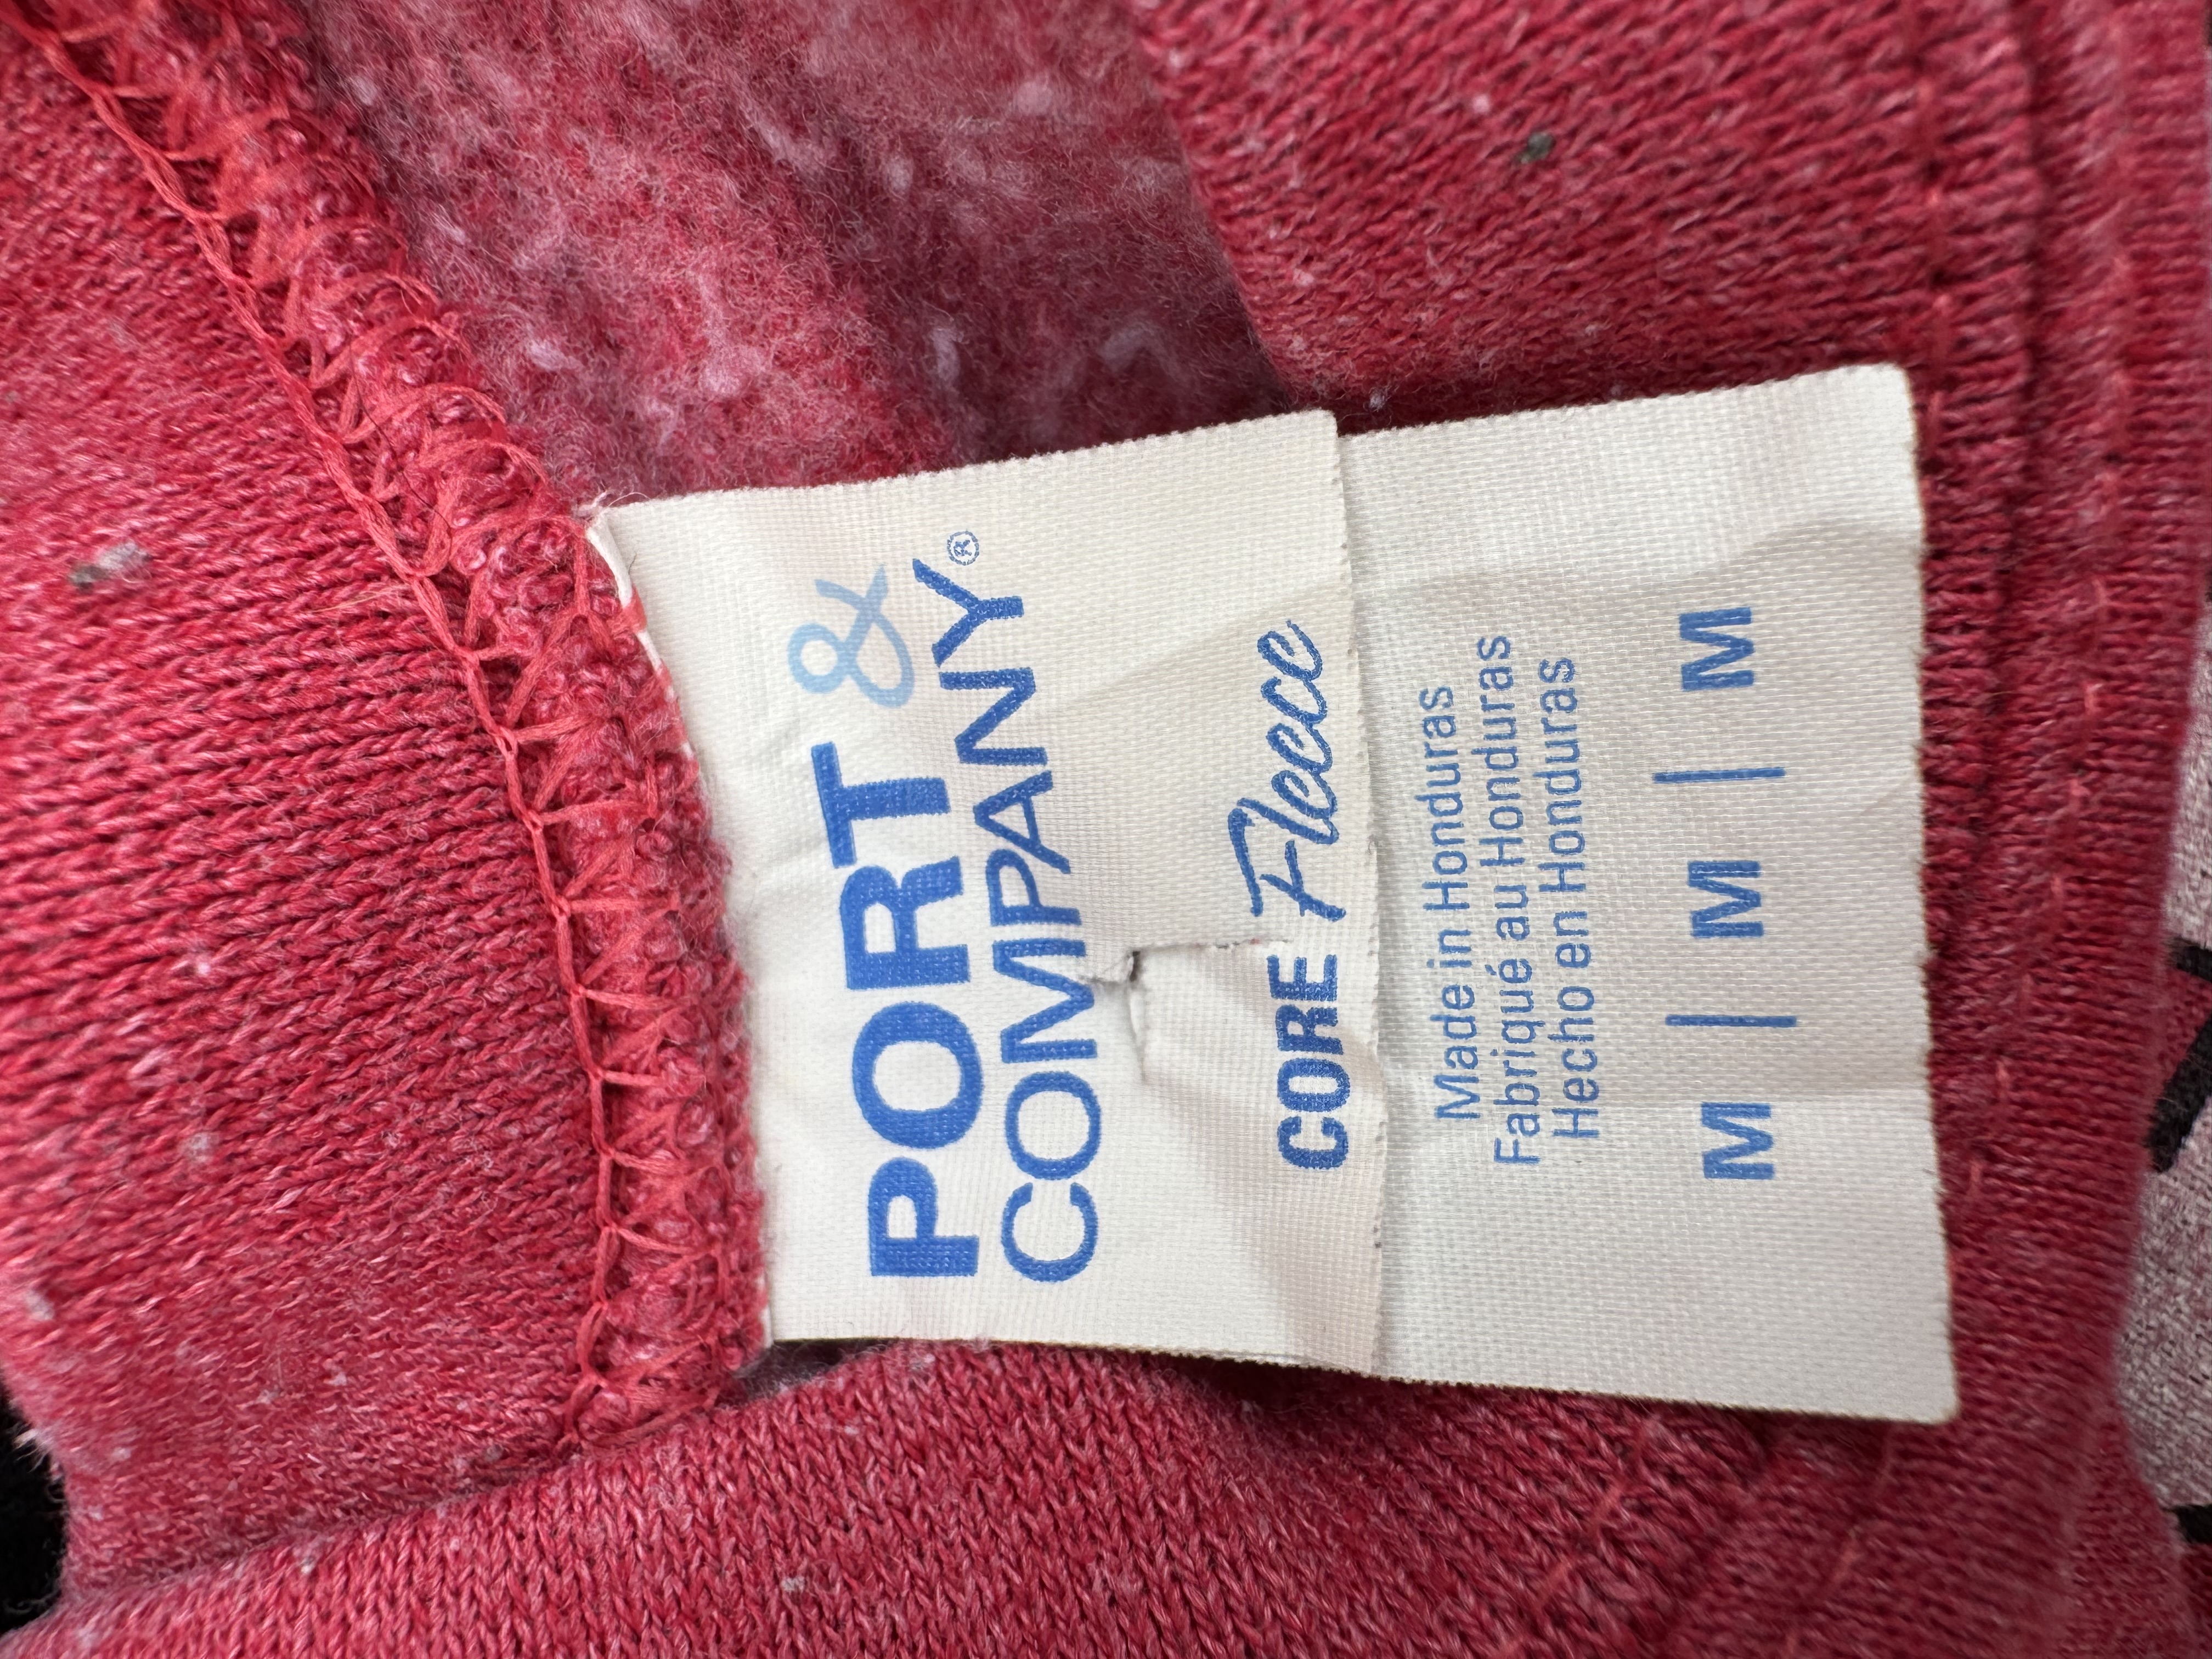 PORT &
COMPANY®
CORE Fleece
Made in Honduras
Fabriqué au Honduras
Hecho en Honduras
M | M | M